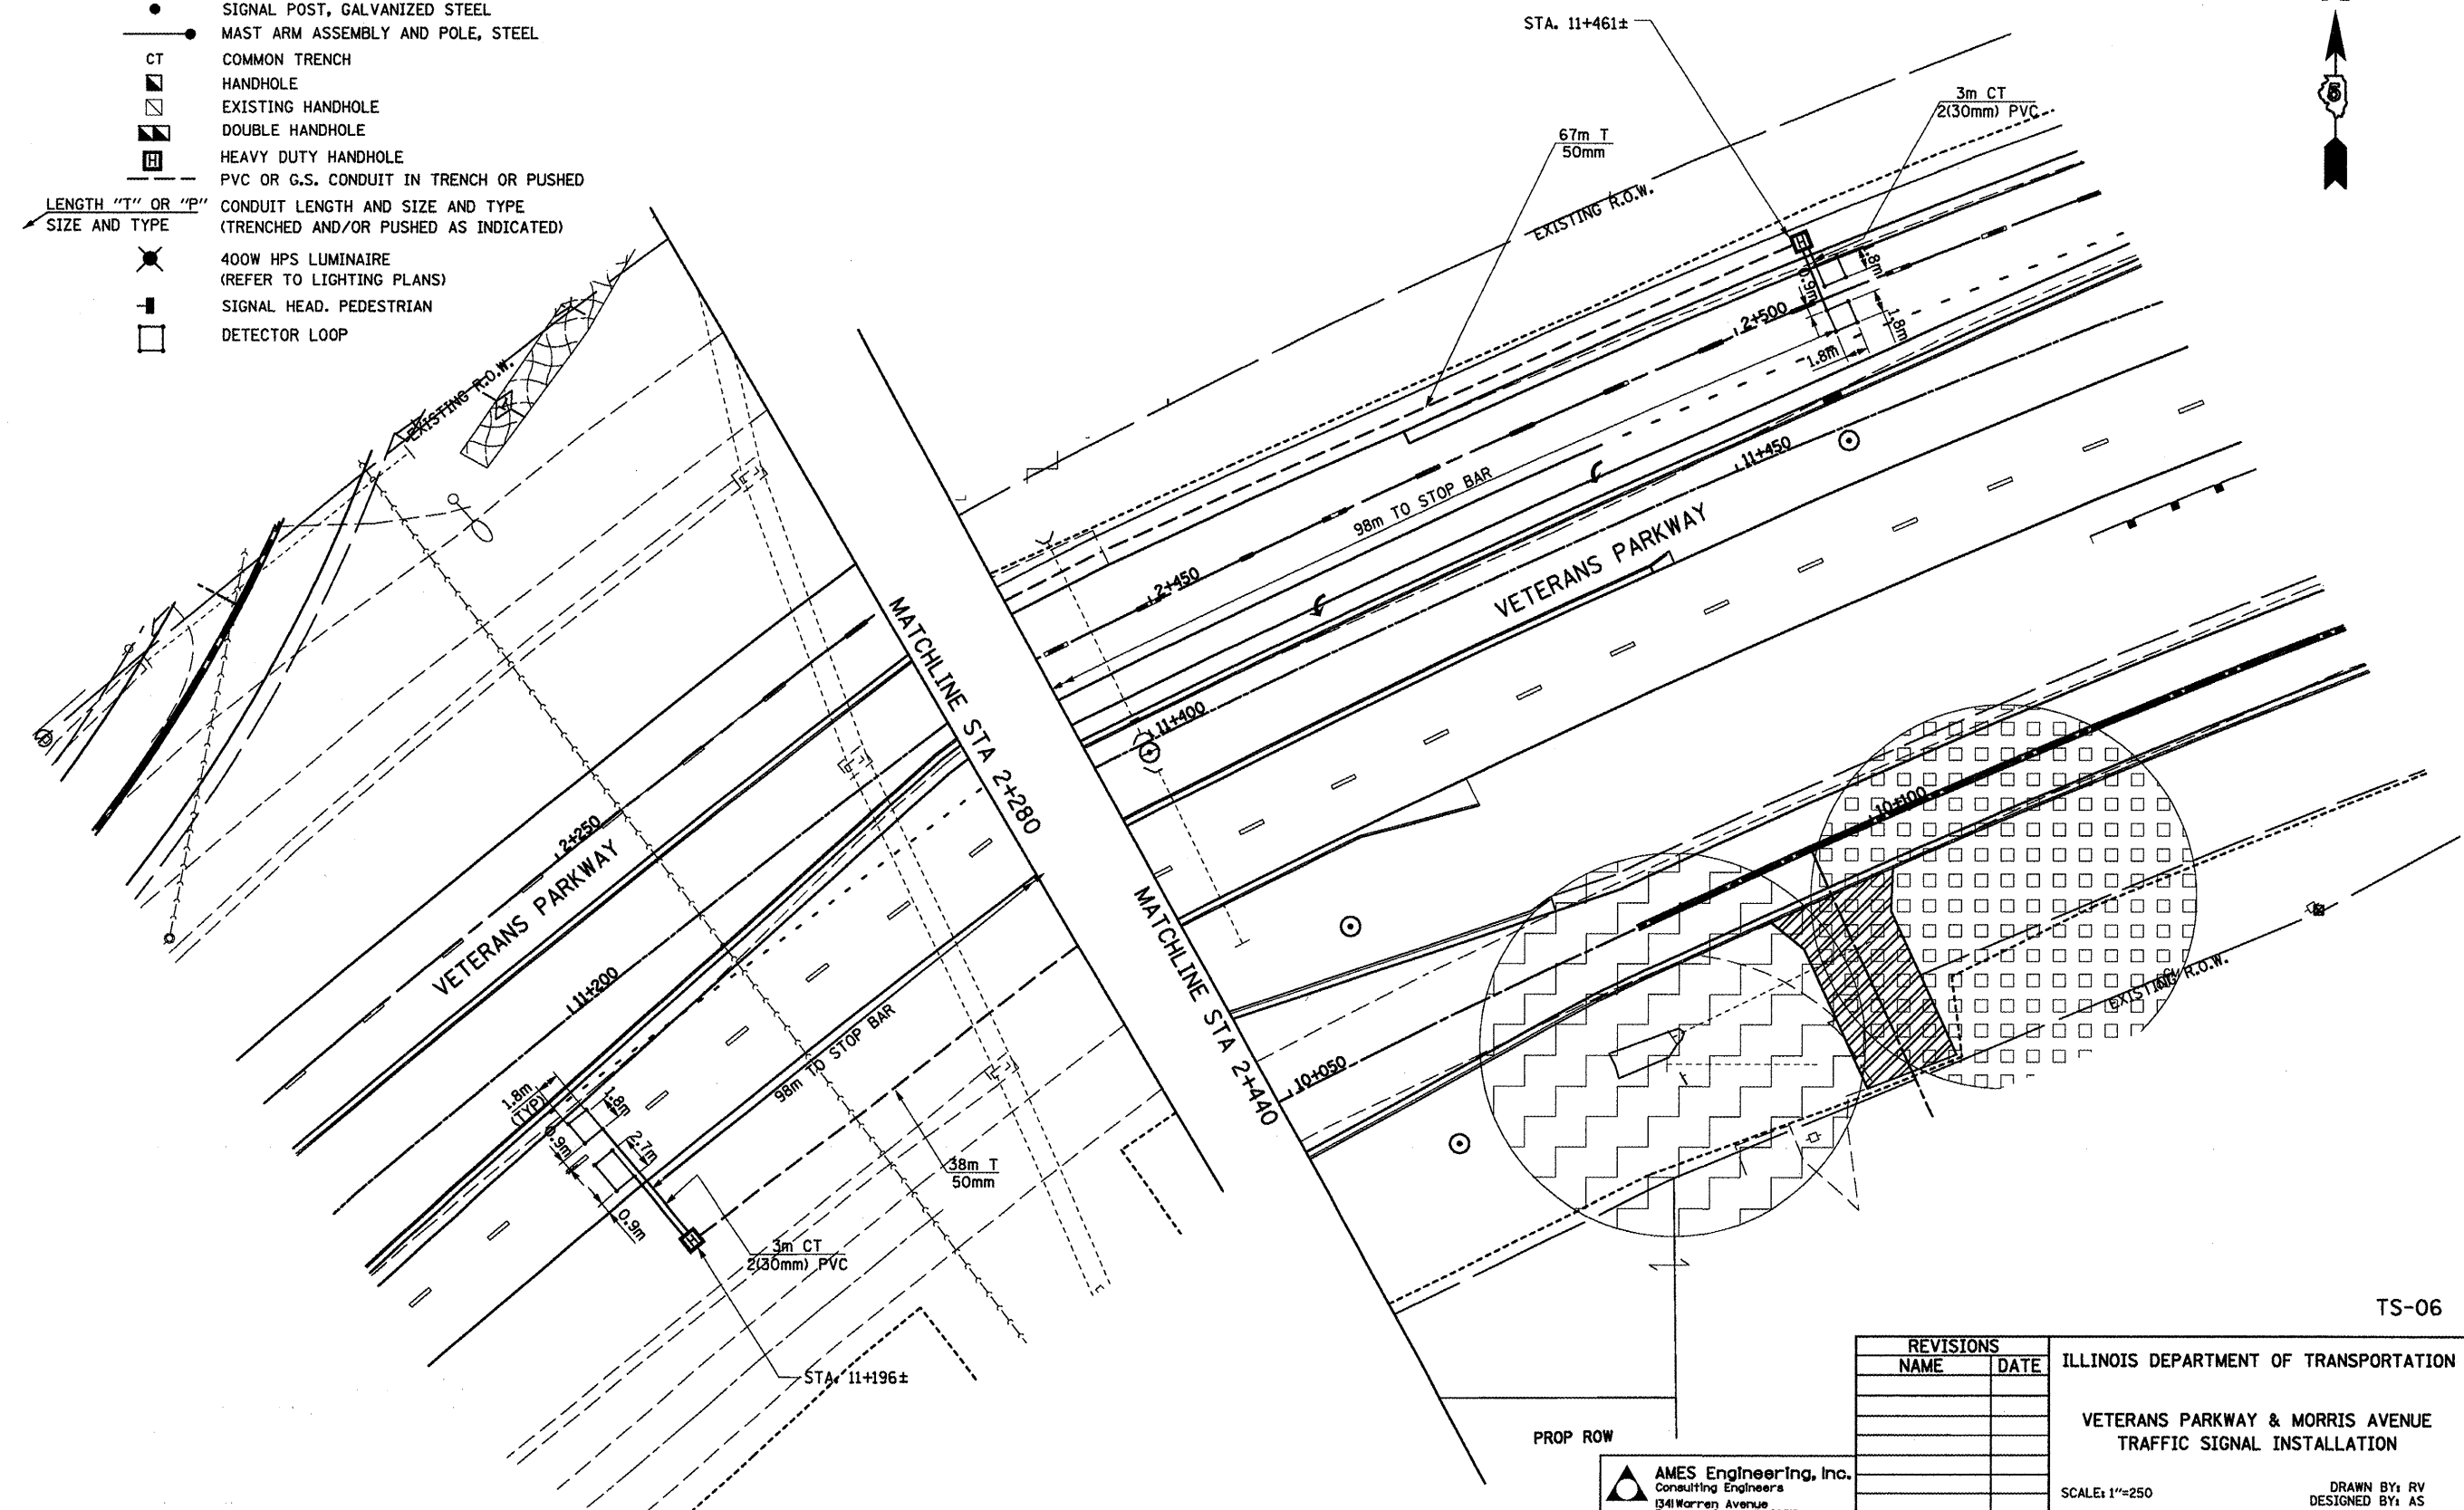 SIGNAL POST, GALVANIZED STEEL
MAST ARM ASSEMBLY AND POLE, STEEL
CT COMMON TRENCH
HANDHOLE
EXISTING HANDHOLE
DOUBLE HANDHOLE
H HEAVY DUTY HANDHOLE
PVC OR G.S. CONDUIT IN TRENCH OR PUSHED
LENGTH "T" OR "P" CONDUIT LENGTH AND SIZE AND TYPE
SIZE AND TYPE (TRENCHED AND/OR PUSHED AS INDICATED)
400W HPS LUMINAIRE
(REFER TO LIGHTING PLANS)
SIGNAL HEAD. PEDESTRIAN
DETECTOR LOOP
STA. 11+461±
3m CT
2(30mm) PVC
67m T
50mm
5
EXISTING R.O.W.
H
.8m
0.9m
1.8m
1.8m
2+500
11+450
98m TO STOP BAR
VETERANS PARKWAY
2+450
11+400
EXISTING R.O.W.
MATCHLINE STA 2+280
MATCHLINE STA 2+440
2+250
VETERANS PARKWAY
11+200
98m TO STOP BAR
1.8m
(TYP)
1.8m
2.7m
0.9m
0.9m
H
38m T
50mm
3m CT
2(30mm) PVC
STA. 11+196±
10+100
10+050
EXISTING R.O.W.
PROP ROW
TS-06
REVISIONS
NAME DATE
ILLINOIS DEPARTMENT OF TRANSPORTATION
VETERANS PARKWAY & MORRIS AVENUE
TRAFFIC SIGNAL INSTALLATION
SCALE: 1"=250
DRAWN BY: RV
DESIGNED BY: AS
AMES Engineering, Inc.
Consulting Engineers
1341 Warren Avenue